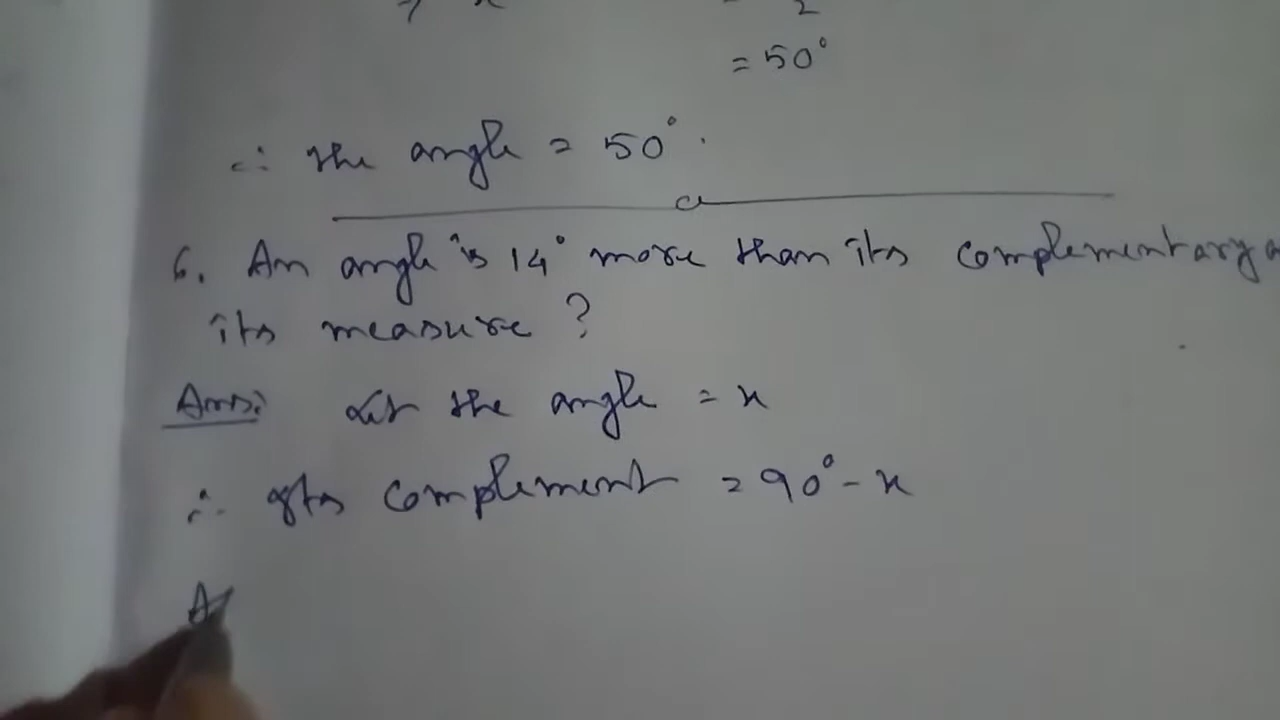 2
= 50°
∴ the angle = 50°.
6. An angle is 14° more than its complementary
its measure ?
Ans: Let the angle = x
∴ Its complement = 90° - x
A